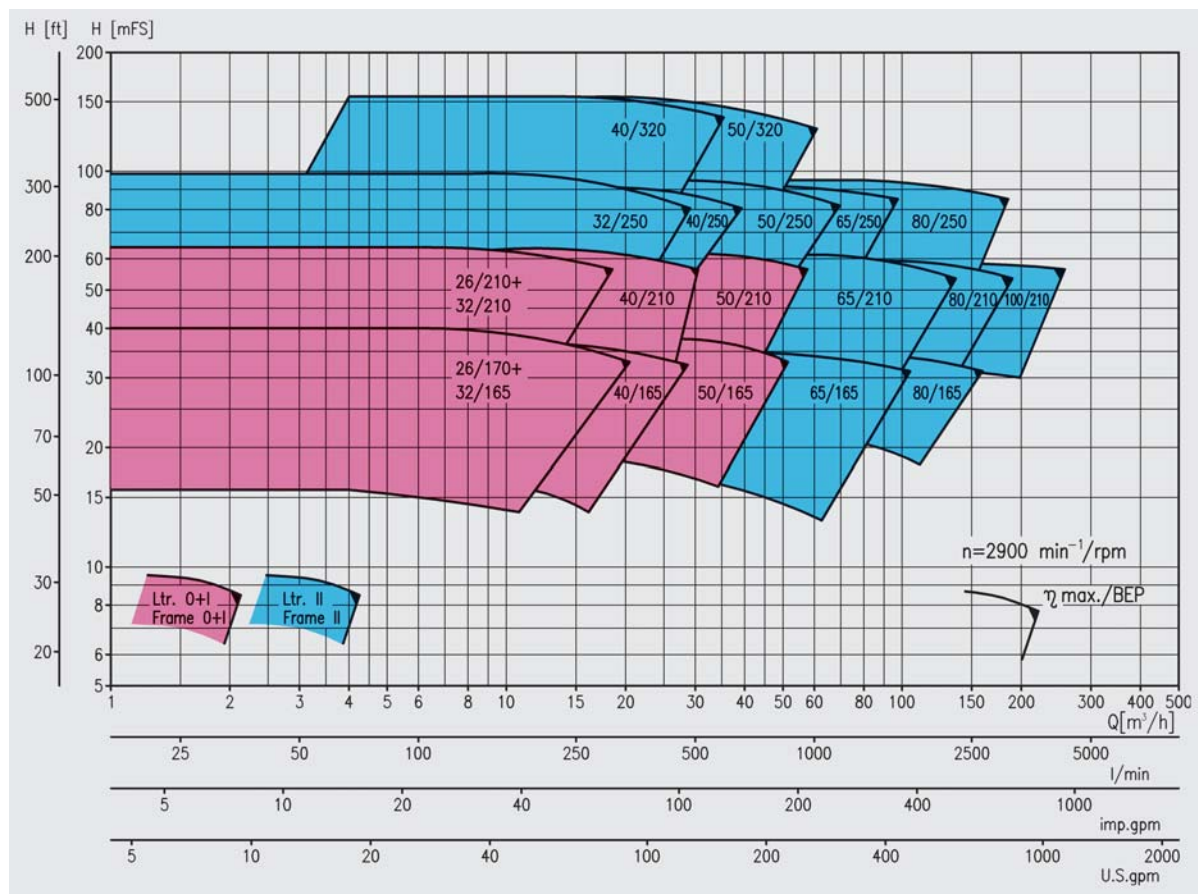 H [ft] H [mFS]
200
500
150
40/320
50/320
100
300
80
32/250
40/250
50/250
65/250
80/250
200
60
26/210+
32/210
40/210
50/210
65/210
80/210
100/210
50
40
100
30
26/170+
32/165
40/165
50/165
65/165
80/165
70
20
50
15
n=2900 min⁻¹/rpm
10
30
8
Ltr. 0+I
Frame 0+I
Ltr. II
Frame II
η max./BEP
20
6
5
1 2 3 4 5 6 8 10 15 20 30 40 50 60 80 100 150 200 300 400 500
Q[m³/h]
25 50 100 250 500 1000 2500 5000
l/min
5 10 20 40 100 200 400 1000
imp.gpm
5 10 20 40 100 200 400 1000 2000
U.S.gpm